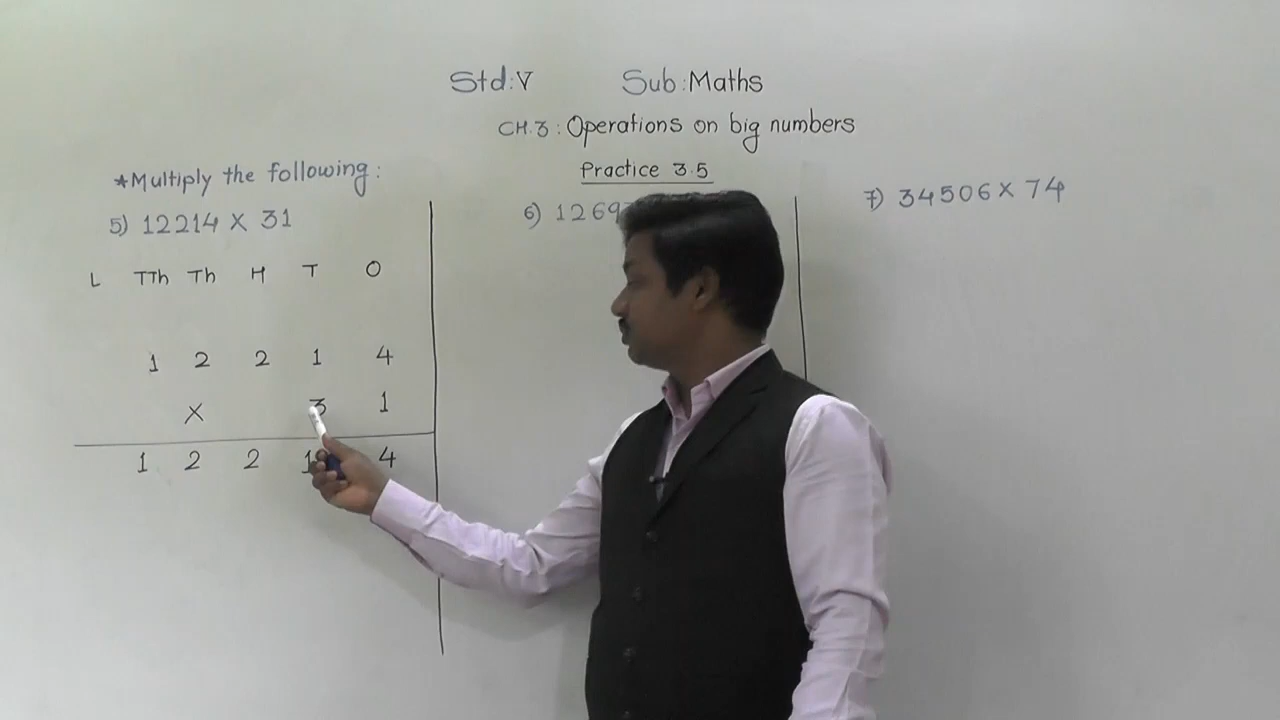 Std: V Sub: Maths
CH. 3: Operations on big numbers
Practice 3.5
*Multiply the following:
5) 12214 X 31
L TTh Th H T O
1 2 2 1 4
X 3 1
1 2 2 1 4
6) 1269
7) 34506 X 74